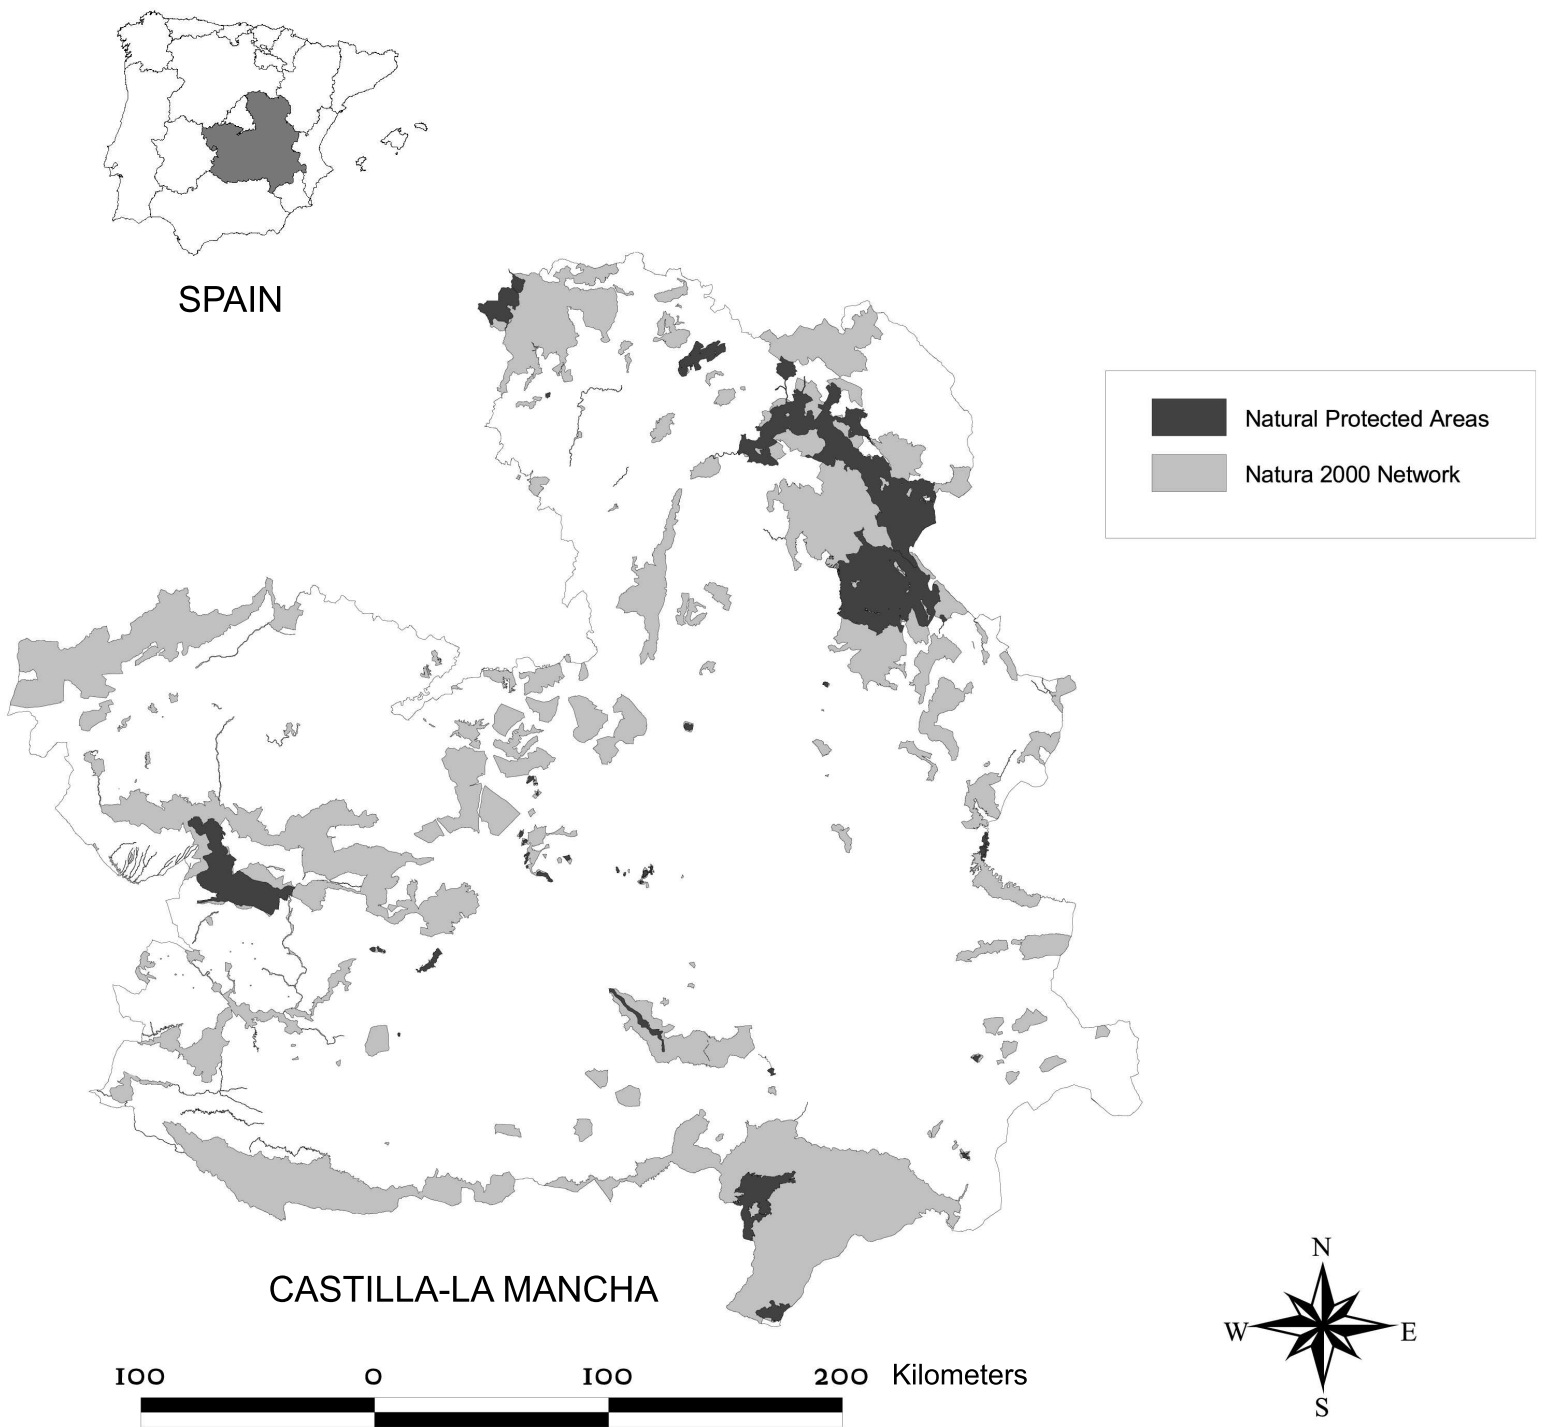 SPAIN
Natural Protected Areas
Natura 2000 Network
CASTILLA-LA MANCHA
N
W E
S
100 0 100 200 Kilometers